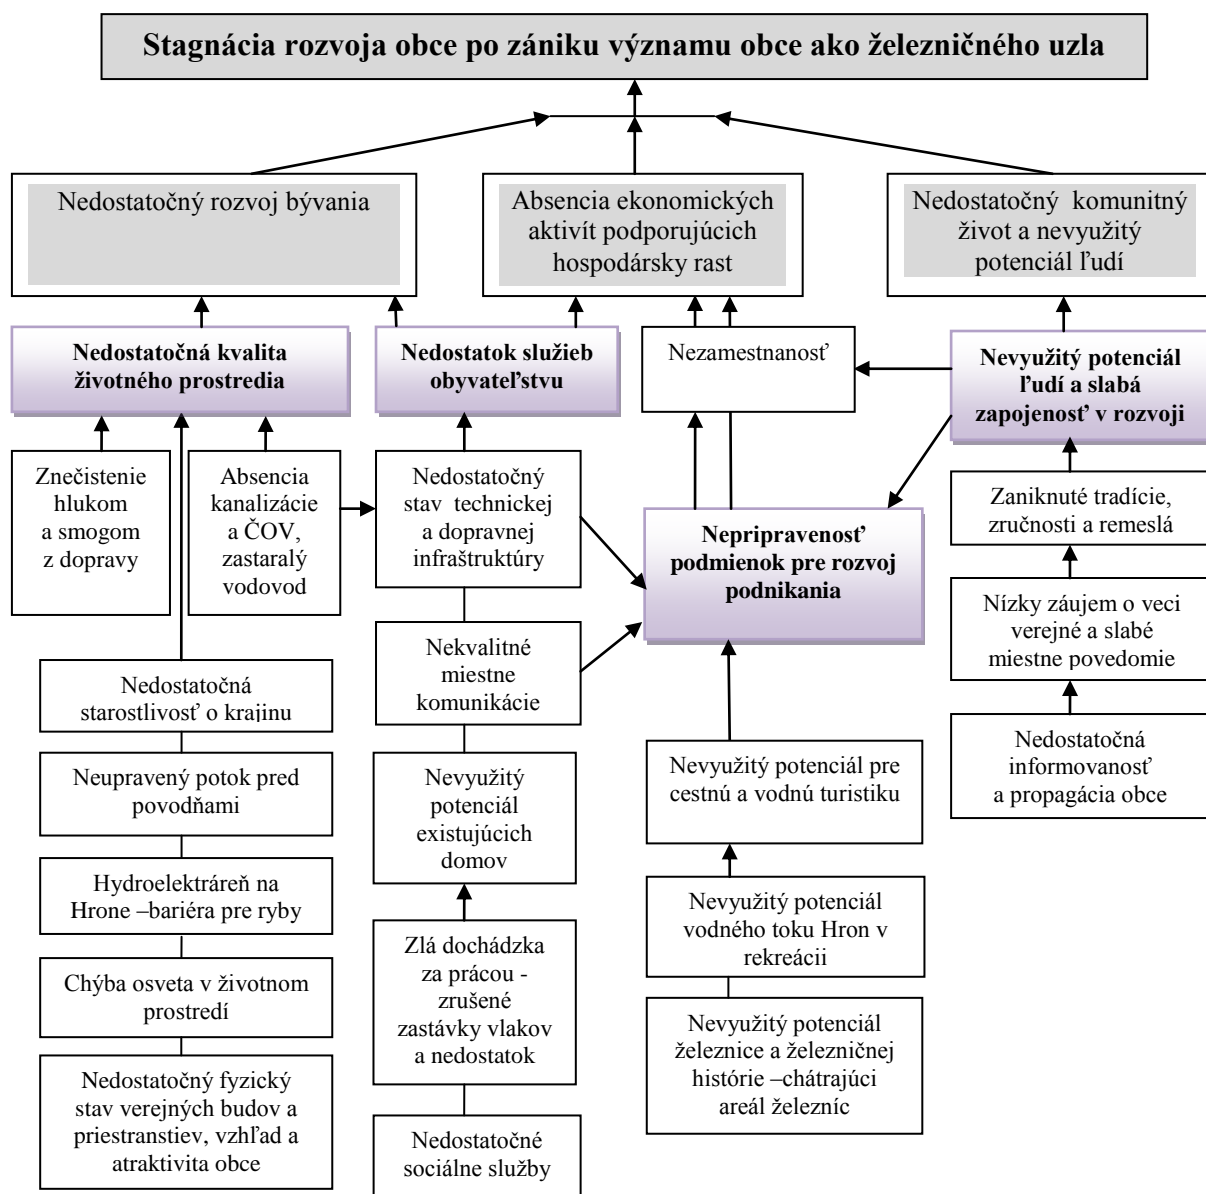 Stagnácia rozvoja obce po zániku významu obce ako železničného uzla
Nedostatočný rozvoj bývania
Absencia ekonomických
aktivít podporujúcich
hospodársky rast
Nedostatočný komunitný
život a nevyužitý
potenciál ľudí
Nedostatočná kvalita
životného prostredia
Nedostatok služieb
obyvateľstvu
Nezamestnanosť
Nevyužitý potenciál
ľudí a slabá
zapojenosť v rozvoji
Znečistenie
hlukom
a smogom
z dopravy
Absencia
kanalizácie
a ČOV,
zastaralý
vodovod
Nedostatočný
stav technickej
a dopravnej
infraštruktúry
Nepripravenosť
podmienok pre rozvoj
podnikania
Zaniknuté tradície,
zručnosti a remeslá
Nízky záujem o veci
verejné a slabé
miestne povedomie
Nedostatočná
informovanosť
a propagácia obce
Nedostatočná
starostlivosť o krajinu
Neupravený potok pred
povodňami
Hydroelektráreň na
Hrone –bariéra pre ryby
Chýba osveta v životnom
prostredí
Nedostatočný fyzický
stav verejných budov a
priestranstiev, vzhľad a
atraktivita obce
Nekvalitné
miestne
komunikácie
Nevyužitý
potenciál
existujúcich
domov
Zlá dochádzka
za prácou -
zrušené
zastávky vlakov
a nedostatok
Nedostatočné
sociálne služby
Nevyužitý potenciál pre
cestnú a vodnú turistiku
Nevyužitý potenciál
vodného toku Hron v
rekreácii
Nevyužitý potenciál
železnice a železničnej
histórie –chátrajúci
areál železníc